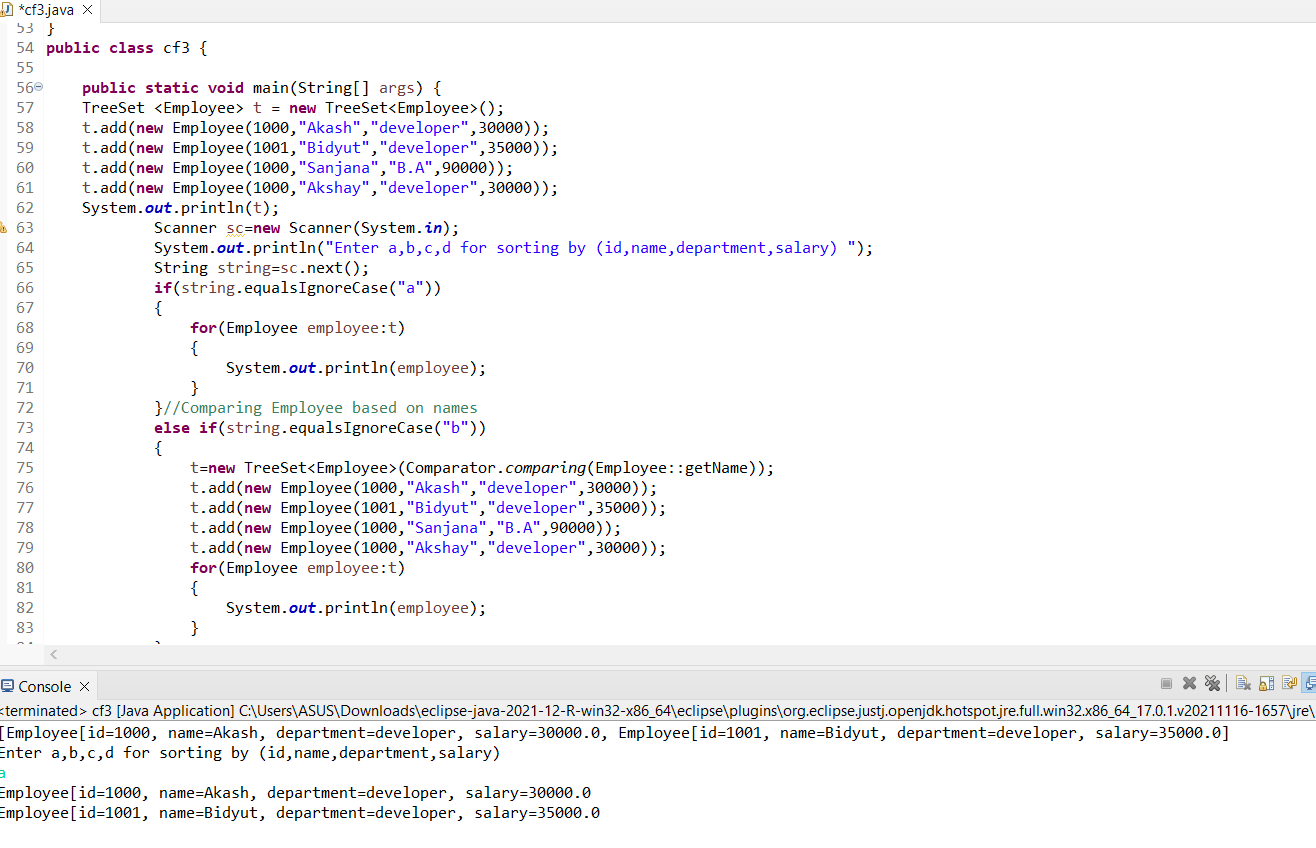 *cf3.java
53 }
54 public class cf3 {
55
56 public static void main(String[] args) {
57 TreeSet <Employee> t = new TreeSet<Employee>();
58 t.add(new Employee(1000,"Akash","developer",30000));
59 t.add(new Employee(1001,"Bidyut","developer",35000));
60 t.add(new Employee(1000,"Sanjana","B.A",90000));
61 t.add(new Employee(1000,"Akshay","developer",30000));
62 System.out.println(t);
63 Scanner sc=new Scanner(System.in);
64 System.out.println("Enter a,b,c,d for sorting by (id,name,department,salary) ");
65 String string=sc.next();
66 if(string.equalsIgnoreCase("a"))
67 {
68 for(Employee employee:t)
69 {
70 System.out.println(employee);
71 }
72 }//Comparing Employee based on names
73 else if(string.equalsIgnoreCase("b"))
74 {
75 t=new TreeSet<Employee>(Comparator.comparing(Employee::getName));
76 t.add(new Employee(1000,"Akash","developer",30000));
77 t.add(new Employee(1001,"Bidyut","developer",35000));
78 t.add(new Employee(1000,"Sanjana","B.A",90000));
79 t.add(new Employee(1000,"Akshay","developer",30000));
80 for(Employee employee:t)
81 {
82 System.out.println(employee);
83 }
Console
<terminated> cf3 [Java Application] C:\Users\ASUS\Downloads\eclipse-java-2021-12-R-win32-x86_64\eclipse\plugins\org.eclipse.justj.openjdk.hotspot.jre.full.win32.x86_64_17.0.1.v20211116-1657\jre\
[Employee[id=1000, name=Akash, department=developer, salary=30000.0, Employee[id=1001, name=Bidyut, department=developer, salary=35000.0]
Enter a,b,c,d for sorting by (id,name,department,salary)
a
Employee[id=1000, name=Akash, department=developer, salary=30000.0
Employee[id=1001, name=Bidyut, department=developer, salary=35000.0